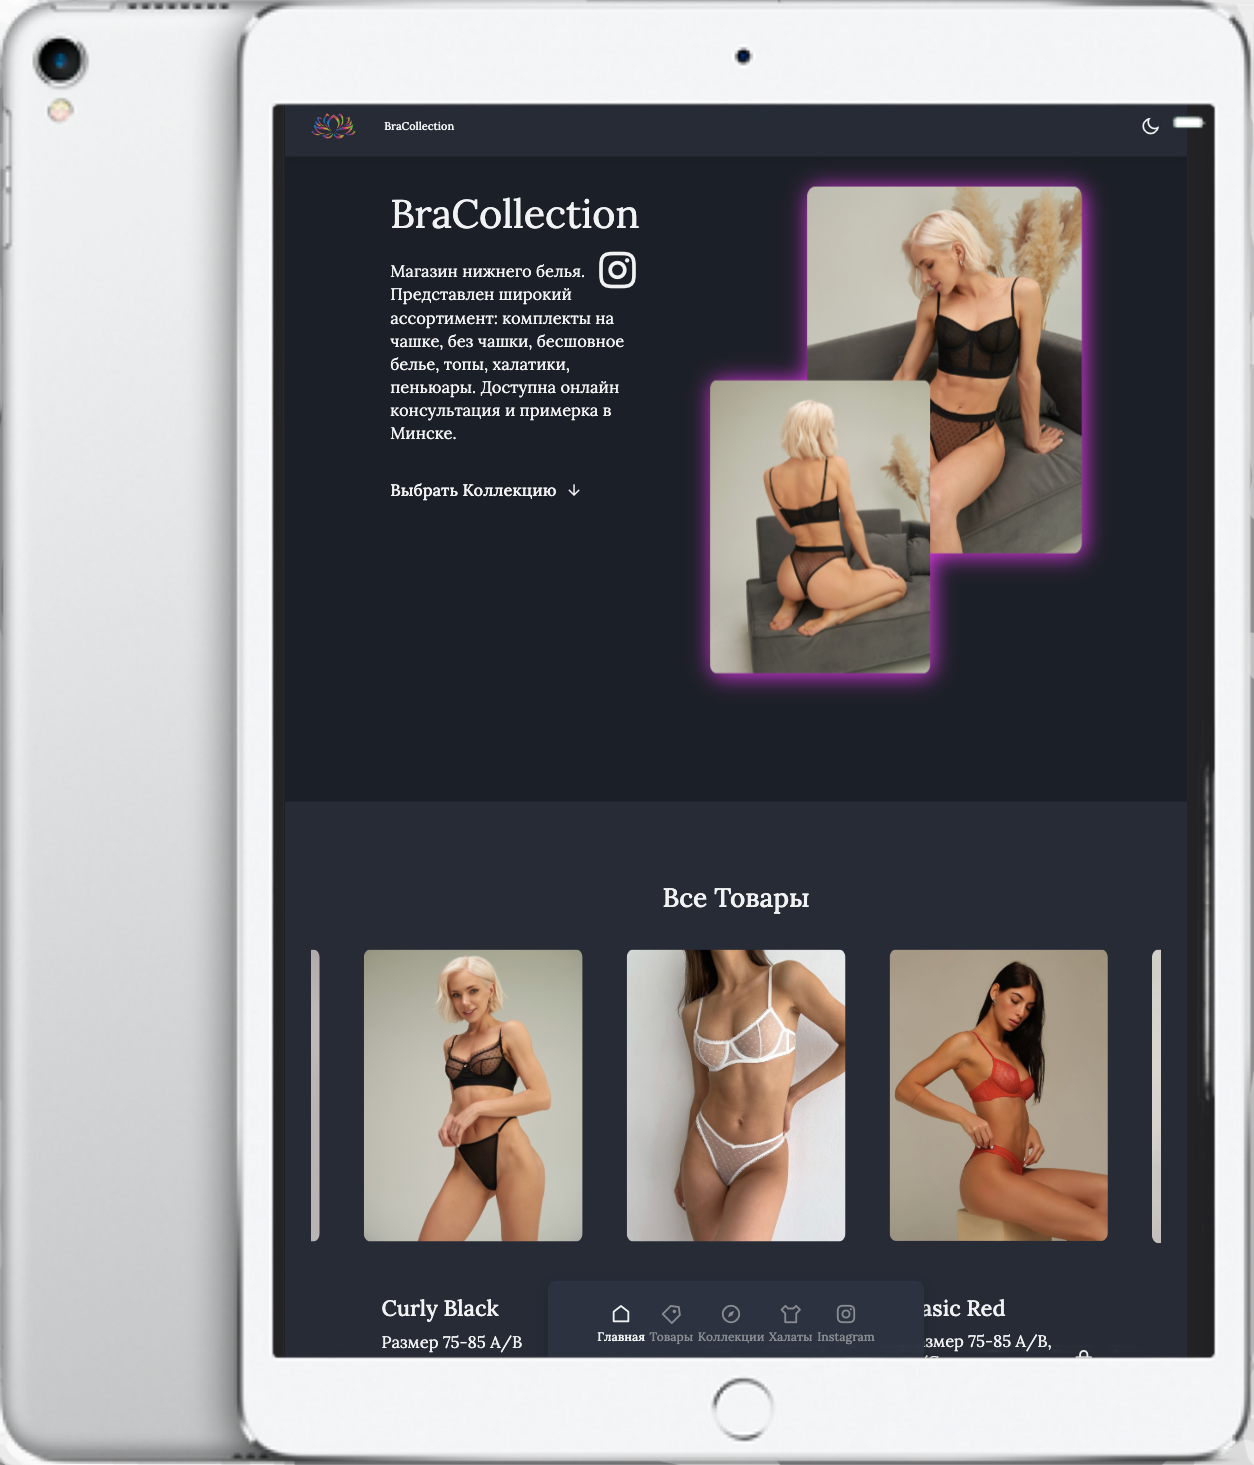 BraCollection
BraCollection
Магазин нижнего белья.
Представлен широкий
ассортимент: комплекты на
чашке, без чашки, бесшовное
белье, топы, халатики,
пеньюары. Доступна онлайн
консультация и примерка в
Минске.
Выбрать Коллекцию
Все Товары
Curly Black
Размер 75-85 A/B
asic Red
змер 75-85 A/B,
Главная Товары Коллекции Халаты Instagram